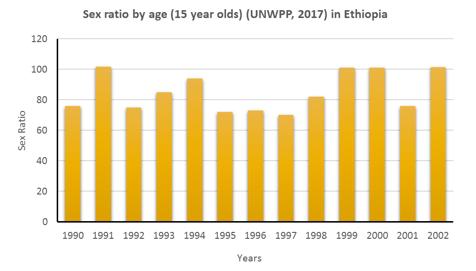 Sex ratio by age (15 year olds) (UNWPP, 2017) in Ethiopia
120
100
80
60
40
20
0
Sex Ratio
1990 1991 1992 1993 1994 1995 1996 1997 1998 1999 2000 2001 2002
Years